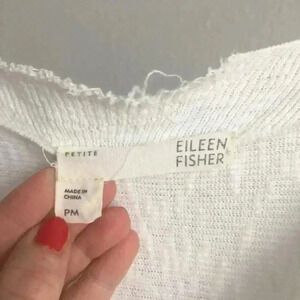 PETITE
EILEEN
FISHER
MADE IN
CHINA
PM